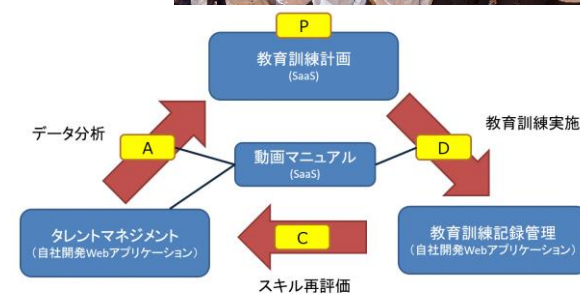 P
教育訓練計画
(SaaS)
データ分析
教育訓練実施
A
動画マニュアル
(SaaS)
D
タレントマネジメント
(自社開発Webアプリケーション)
C
教育訓練記録管理
(自社開発Webアプリケーション)
スキル再評価